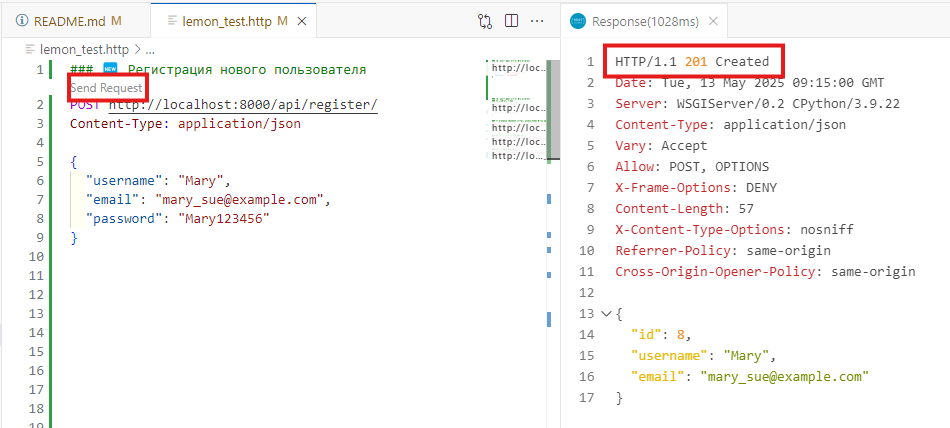 README.md M
lemon_test.http M
lemon_test.http > ...
1 ### NEW Регистрация нового пользователя
Send Request
2 POST http://localhost:8000/api/register/
3 Content-Type: application/json
4
5 {
6 "username": "Mary",
7 "email": "mary_sue@example.com",
8 "password": "Mary123456"
9 }
10
11
12
13
14
15
16
17
18
19
http://loc...
http://loc...
http://loc...
http://loc...
http://loc...
Response(1028ms)
1 HTTP/1.1 201 Created
2 Date: Tue, 13 May 2025 09:15:00 GMT
3 Server: WSGIServer/0.2 CPython/3.9.22
4 Content-Type: application/json
5 Vary: Accept
6 Allow: POST, OPTIONS
7 X-Frame-Options: DENY
8 Content-Length: 57
9 X-Content-Type-Options: nosniff
10 Referrer-Policy: same-origin
11 Cross-Origin-Opener-Policy: same-origin
12
13 {
14 "id": 8,
15 "username": "Mary",
16 "email": "mary_sue@example.com"
17 }